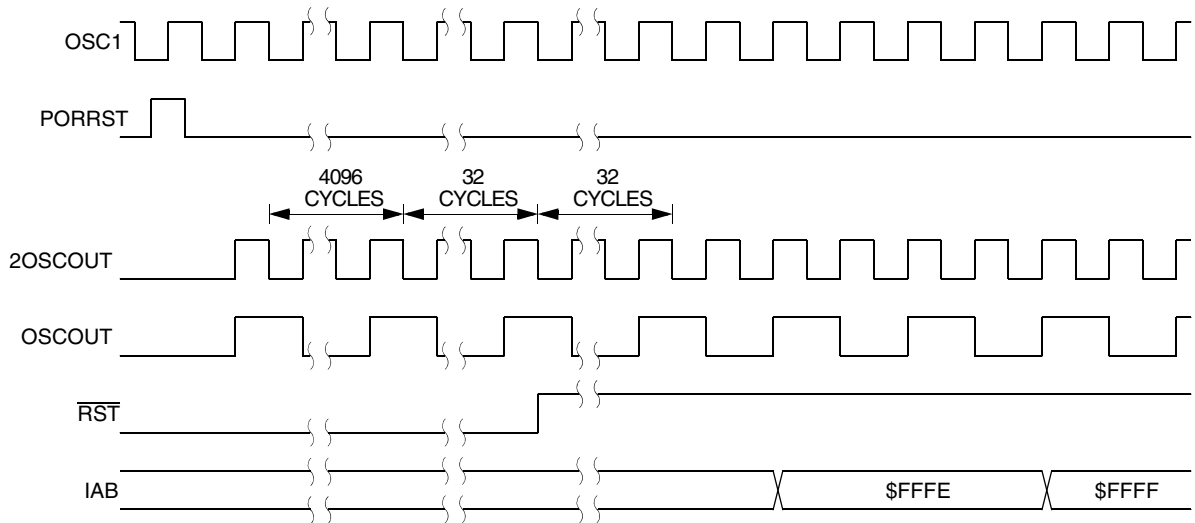 OSC1
PORRST
4096
CYCLES
32
CYCLES
32
CYCLES
2OSCOUT
OSCOUT
RST
IAB
$FFFE
$FFFF